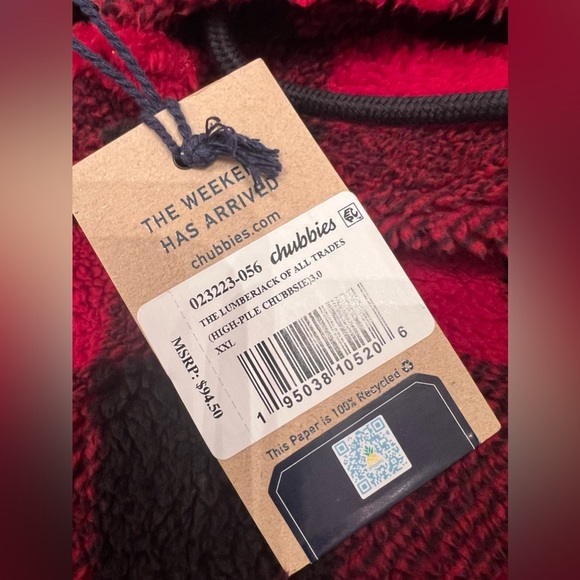 THE WEEKEN
HAS ARRIVED
chubbies.com
023223-056 chubbies
THE LUMBERJACK OF ALL TRADES
(HIGH-PILE CHUBBSIE)3.0
XXL
MSRP: $94.50
1 95038 10520 6
This Paper is 100% Recycled